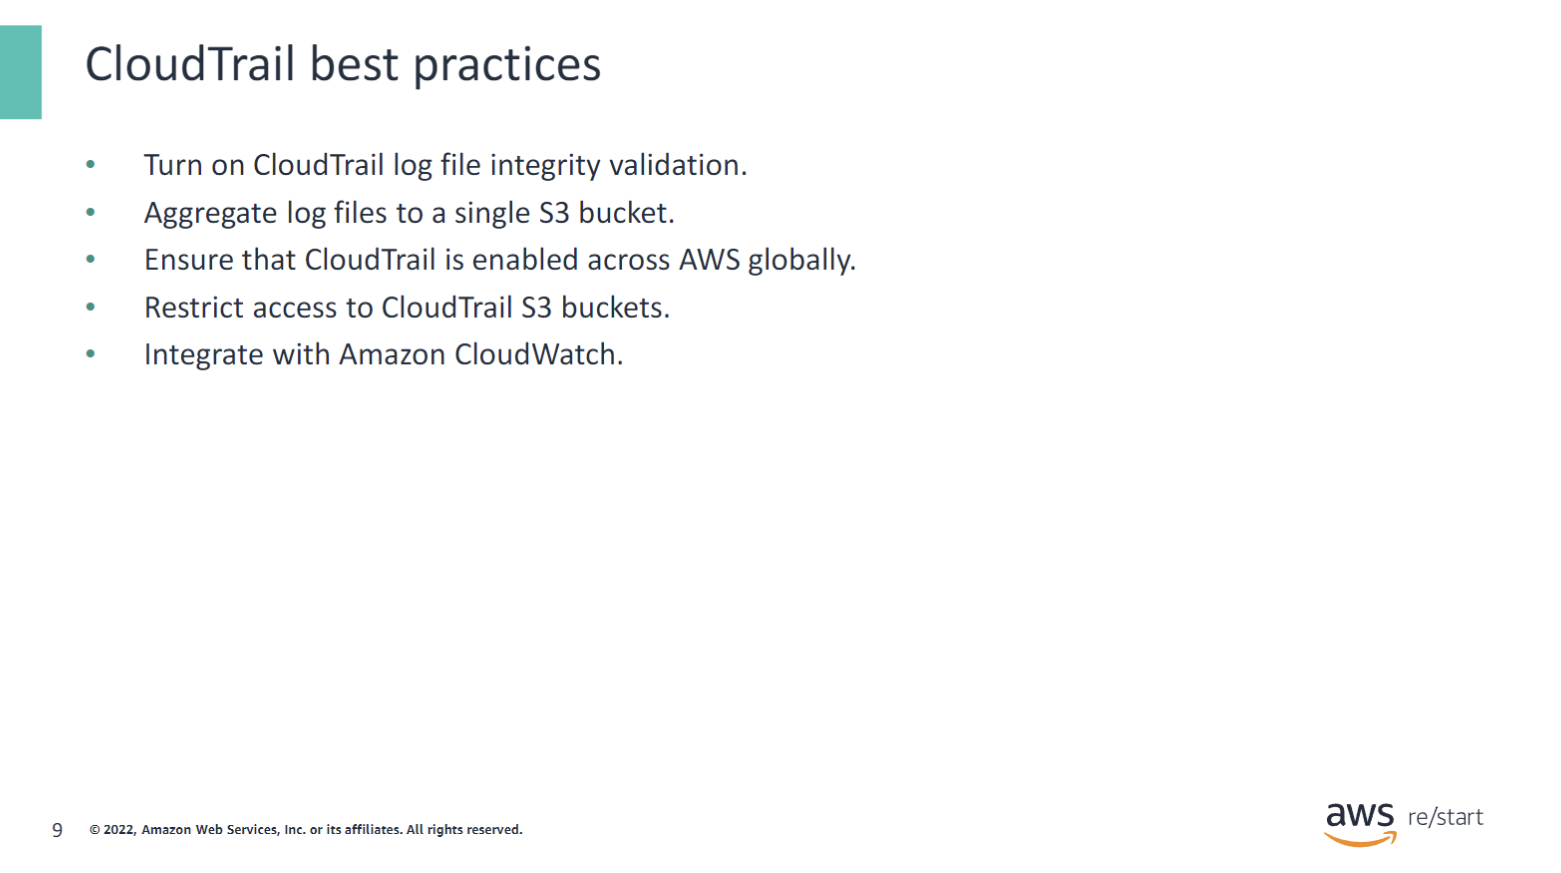 CloudTrail best practices
• Turn on CloudTrail log file integrity validation.
• Aggregate log files to a single S3 bucket.
• Ensure that CloudTrail is enabled across AWS globally.
• Restrict access to CloudTrail S3 buckets.
• Integrate with Amazon CloudWatch.
9 © 2022, Amazon Web Services, Inc. or its affiliates. All rights reserved.
aws re/start